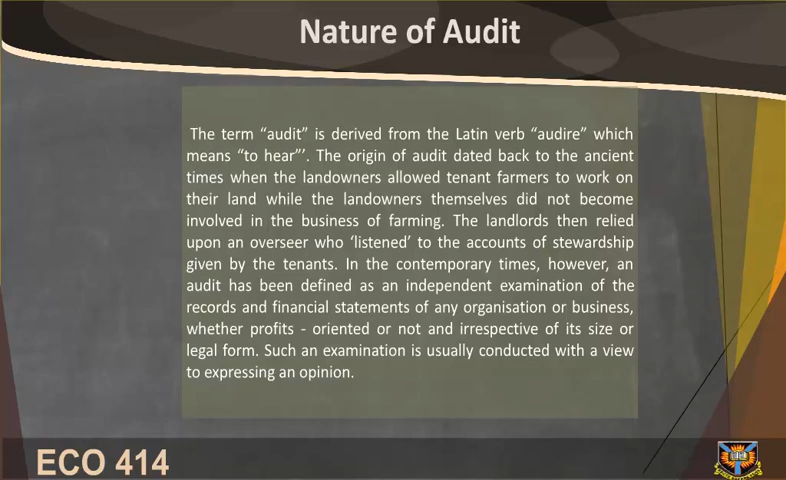 Nature of Audit
The term “audit” is derived from the Latin verb “audire” which
means “to hear”’. The origin of audit dated back to the ancient
times when the landowners allowed tenant farmers to work on
their land while the landowners themselves did not become
involved in the business of farming. The landlords then relied
upon an overseer who ‘listened’ to the accounts of stewardship
given by the tenants. In the contemporary times, however, an
audit has been defined as an independent examination of the
records and financial statements of any organisation or business,
whether profits - oriented or not and irrespective of its size or
legal form. Such an examination is usually conducted with a view
to expressing an opinion.
ECO 414